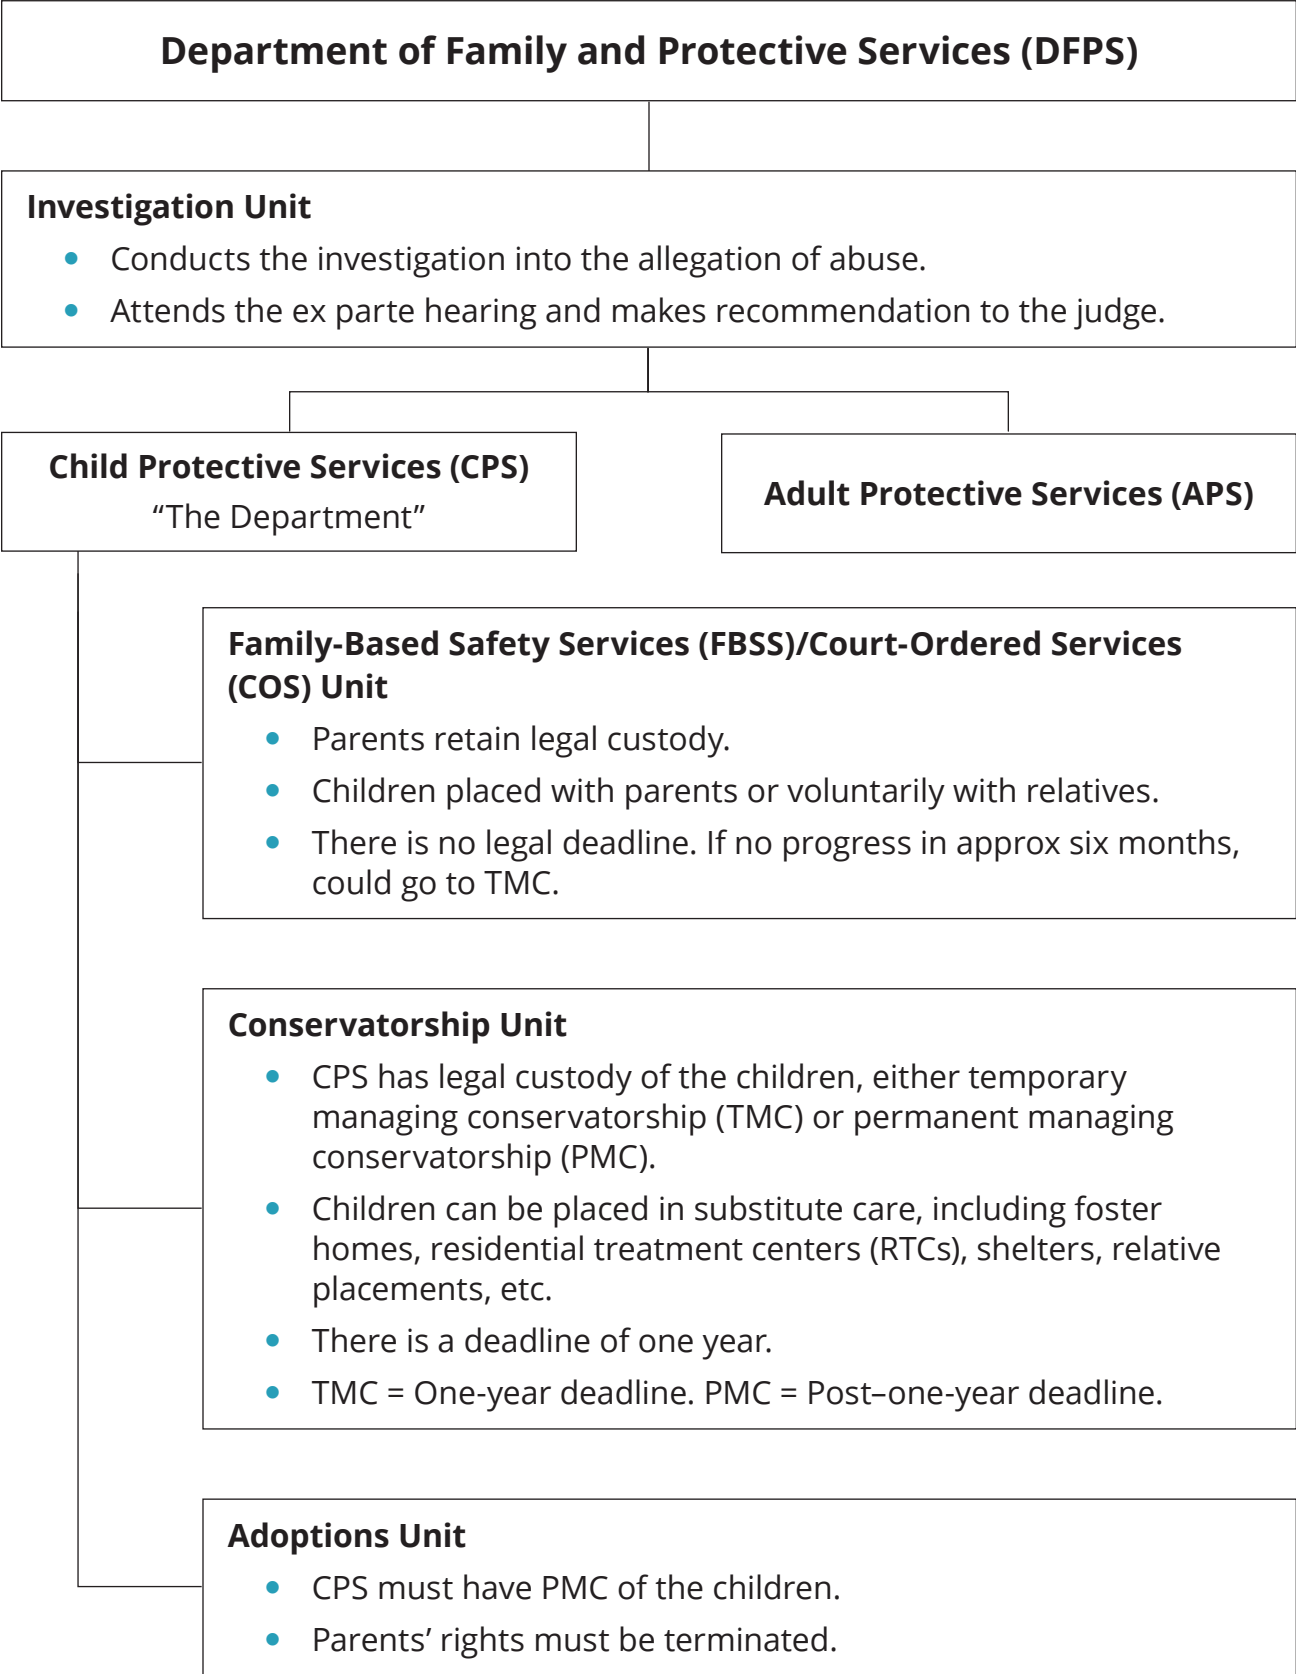 Department of Family and Protective Services (DFPS)
Investigation Unit
• Conducts the investigation into the allegation of abuse.
• Attends the ex parte hearing and makes recommendation to the judge.
Child Protective Services (CPS)
“The Department”
Adult Protective Services (APS)
Family-Based Safety Services (FBSS)/Court-Ordered Services
(COS) Unit
• Parents retain legal custody.
• Children placed with parents or voluntarily with relatives.
• There is no legal deadline. If no progress in approx six months,
could go to TMC.
Conservatorship Unit
• CPS has legal custody of the children, either temporary
managing conservatorship (TMC) or permanent managing
conservatorship (PMC).
• Children can be placed in substitute care, including foster
homes, residential treatment centers (RTCs), shelters, relative
placements, etc.
• There is a deadline of one year.
• TMC = One-year deadline. PMC = Post–one-year deadline.
Adoptions Unit
• CPS must have PMC of the children.
• Parents’ rights must be terminated.